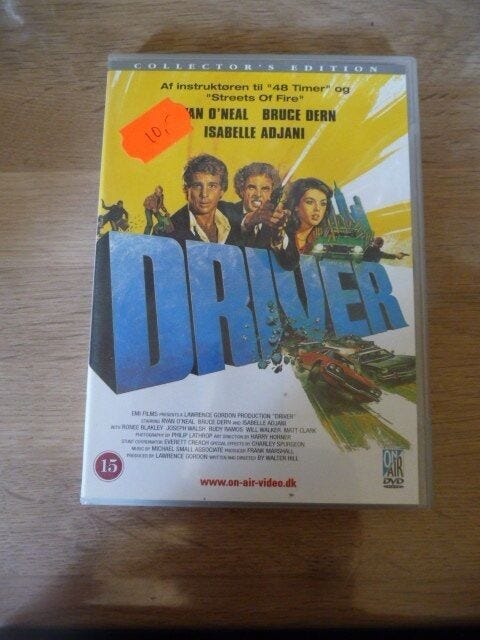 COLLECTOR'S EDITION
Af instruktøren til "48 Timer" og
"Streets Of Fire"
AN O'NEAL BRUCE DERN
ISABELLE ADJANI
10,-
DRIVER
EMI FILMS PRESENTS A LAWRENCE GORDON PRODUCTION "DRIVER"
STARRING RYAN O'NEAL BRUCE DERN AND ISABELLE ADJANI
WITH RONEE BLAKLEY JOSEPH WALSH RUDY RAMOS WILL WALKER MATT CLARK
PHOTOGRAPHY BY PHILIP LATHROP ART DIRECTION BY HARRY HORNER
STUNT COORDINATOR EVERETT CREACH SPECIAL EFFECTS BY CHARLEY SPURGEON
MUSIC BY MICHAEL SMALL ASSOCIATE PRODUCER FRANK MARSHALL
PRODUCED BY LAWRENCE GORDON WRITTEN AND DIRECTED BY WALTER HILL
15
www.on-air-video.dk
ON
AIR
DVD